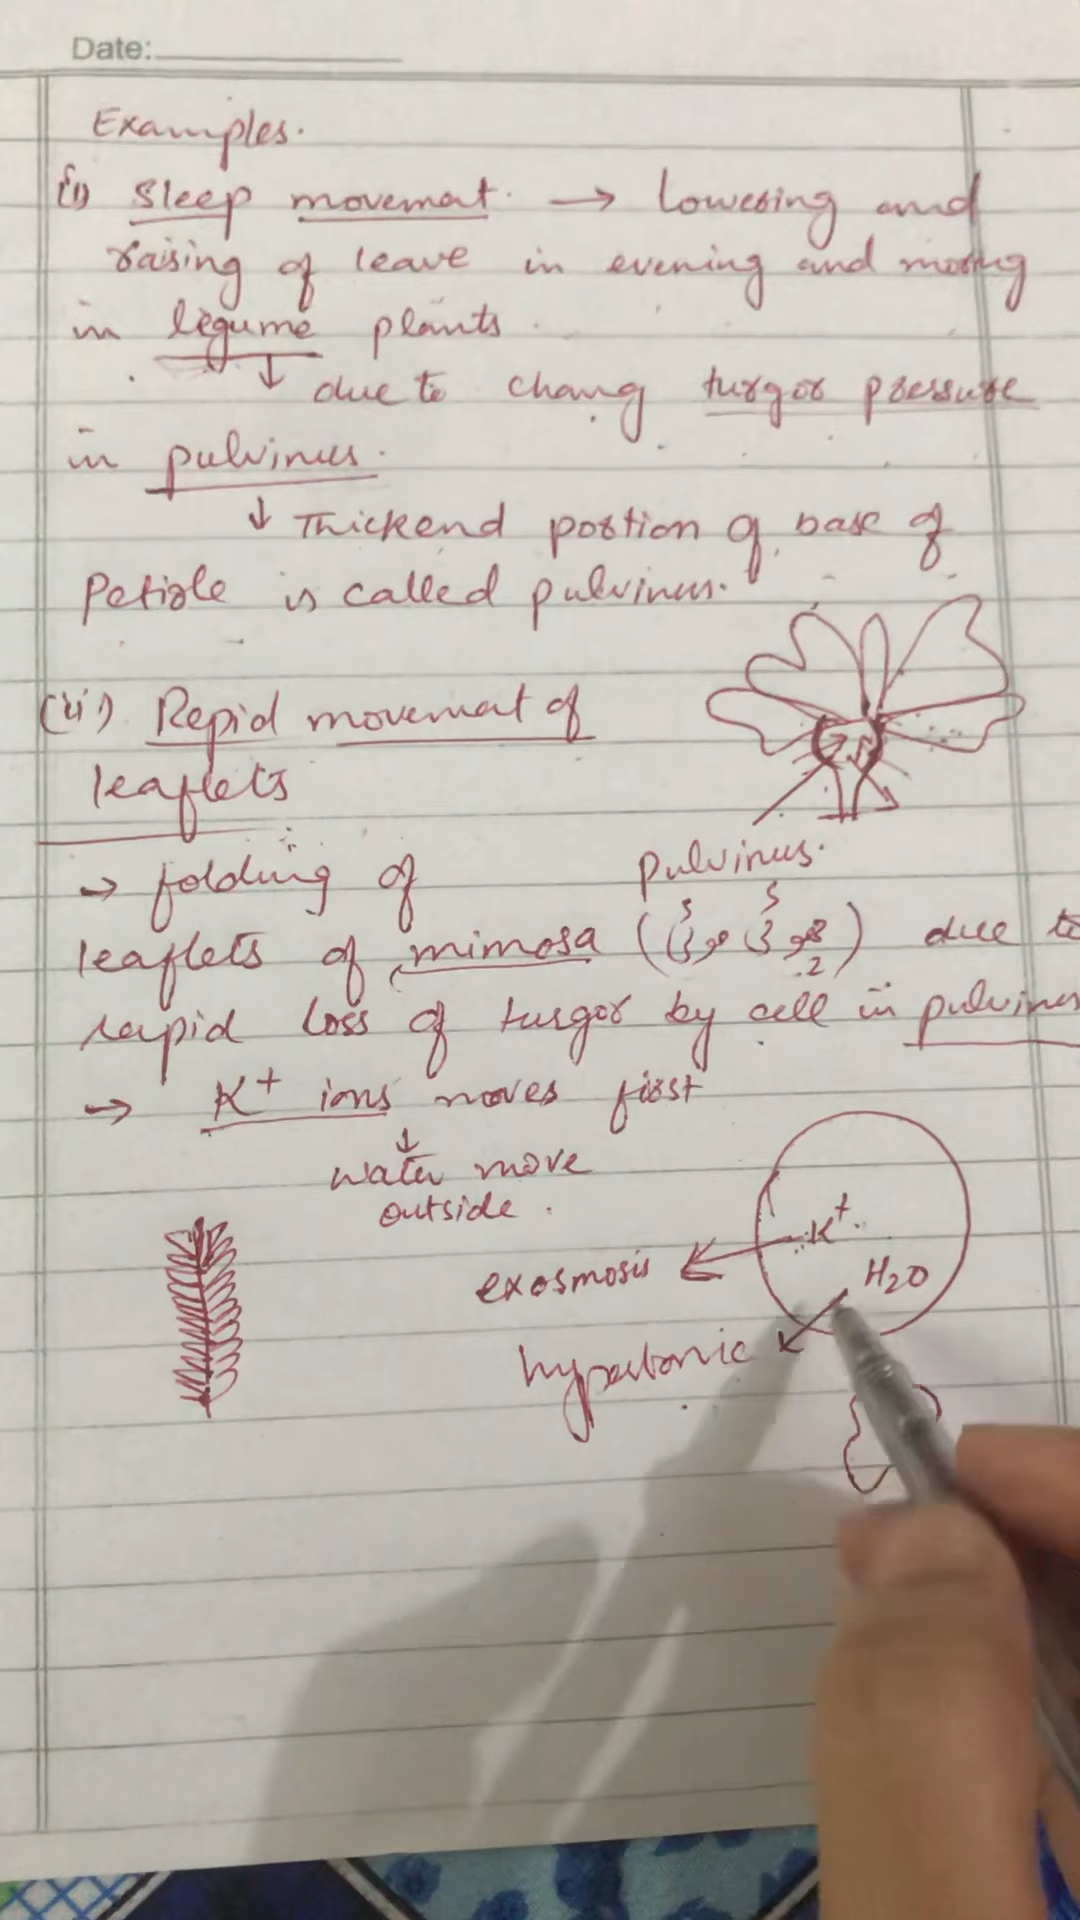 Date:
Examples.
(i) Sleep movemat. → Lowering and
raising of leave in evening and morng
in legume plants.
↓ due to chang turgor pressure
in pulvinus.
↓ Thickend portion of base of
Petiole is called pulvinus.
(ii) Repid movemat of
leaflets
→ folding of
pulvinus.
leaflets of mimosa ( ) due to
rapid loss of turgor by cell in pulvinus
→ K+ ions moves first
↓
water move
outside.
K+
exosmosis
H2O
hypertonic